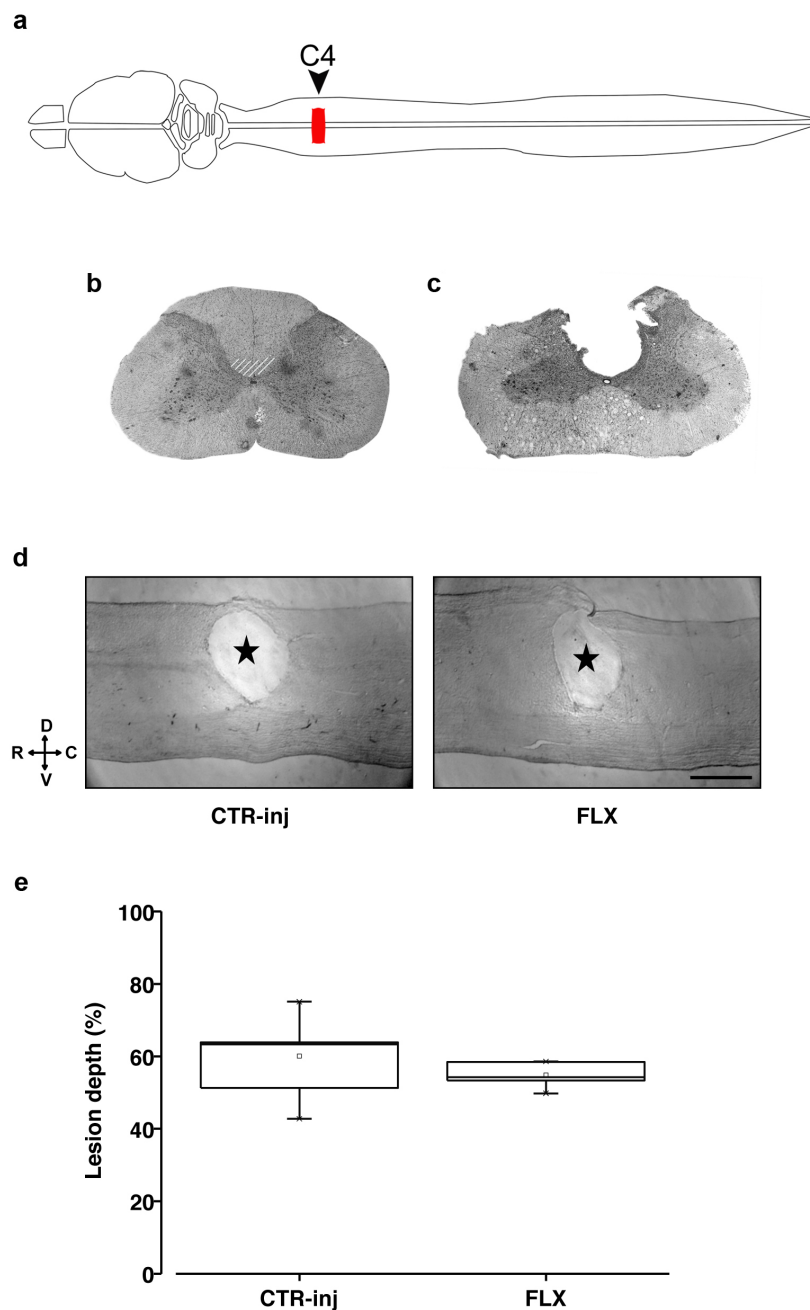 a
C4
b
c
d
D
R C
V
CTR-inj
FLX
e
Lesion depth (%)
100
80
60
40
20
0
CTR-inj
FLX